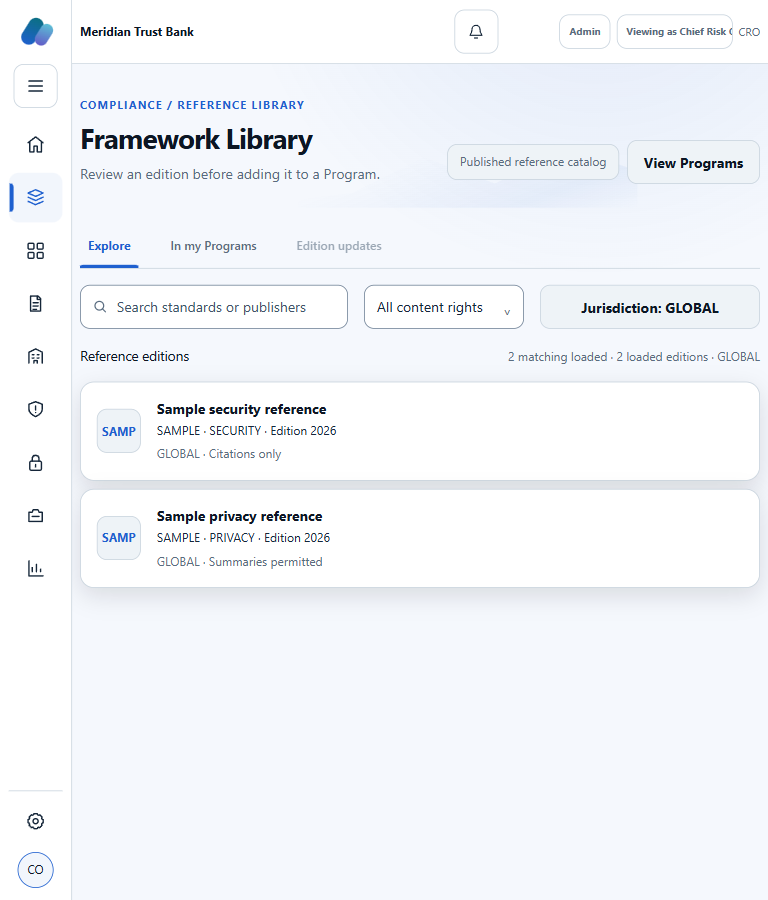 Meridian Trust Bank
Admin
Viewing as Chief Risk
CRO
COMPLIANCE / REFERENCE LIBRARY
Framework Library
Review an edition before adding it to a Program.
Published reference catalog
View Programs
Explore
In my Programs
Edition updates
Search standards or publishers
All content rights
Jurisdiction: GLOBAL
Reference editions
2 matching loaded · 2 loaded editions · GLOBAL
SAMP
Sample security reference
SAMPLE · SECURITY · Edition 2026
GLOBAL · Citations only
SAMP
Sample privacy reference
SAMPLE · PRIVACY · Edition 2026
GLOBAL · Summaries permitted
CO